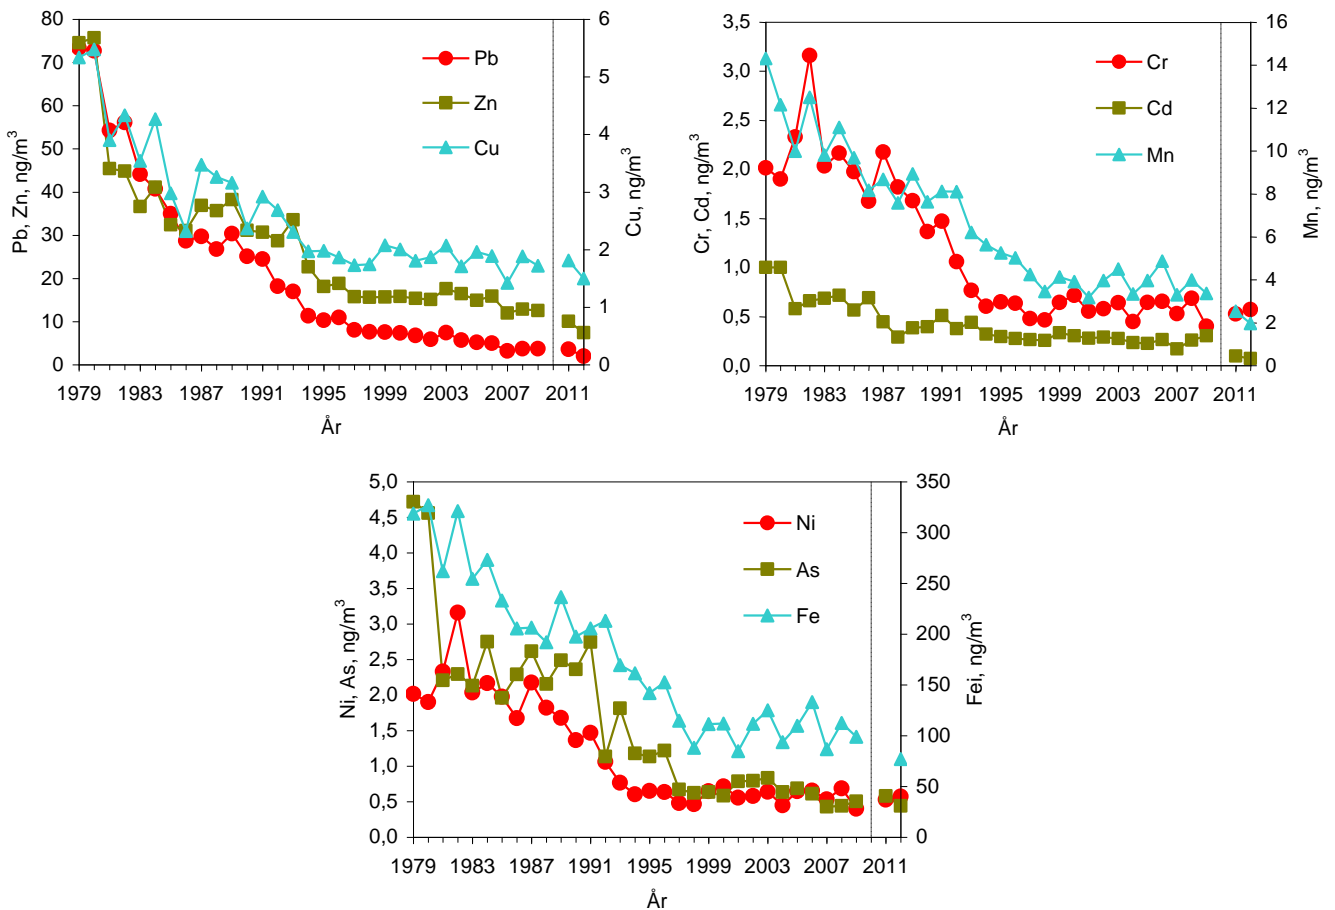 80
70
60
50
40
30
20
10
0
6
5
4
3
2
1
0
Pb
Zn
Cu
Pb, Zn, ng/m³
Cu, ng/m³
1979 1983 1987 1991 1995 1999 2003 2007 2011
År
3,5
3,0
2,5
2,0
1,5
1,0
0,5
0,0
16
14
12
10
8
6
4
2
0
Cr
Cd
Mn
Cr, Cd, ng/m³
Mn, ng/m³
1979 1983 1987 1991 1995 1999 2003 2007 2011
År
5,0
4,5
4,0
3,5
3,0
2,5
2,0
1,5
1,0
0,5
0,0
350
300
250
200
150
100
50
0
Ni
As
Fe
Ni, As, ng/m³
Fei, ng/m³
1979 1983 1987 1991 1995 1999 2003 2007 2011
År